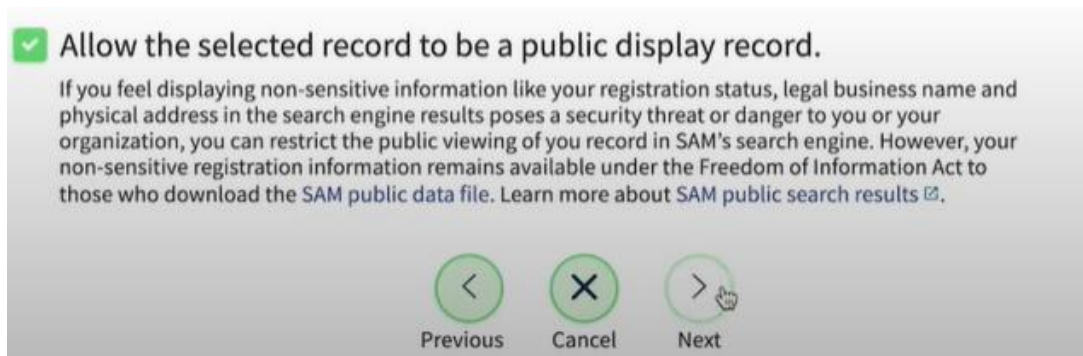 Allow the selected record to be a public display record.
If you feel displaying non-sensitive information like your registration status, legal business name and
physical address in the search engine results poses a security threat or danger to you or your
organization, you can restrict the public viewing of you record in SAM's search engine. However, your
non-sensitive registration information remains available under the Freedom of Information Act to
those who download the SAM public data file. Learn more about SAM public search results.
Previous Cancel Next